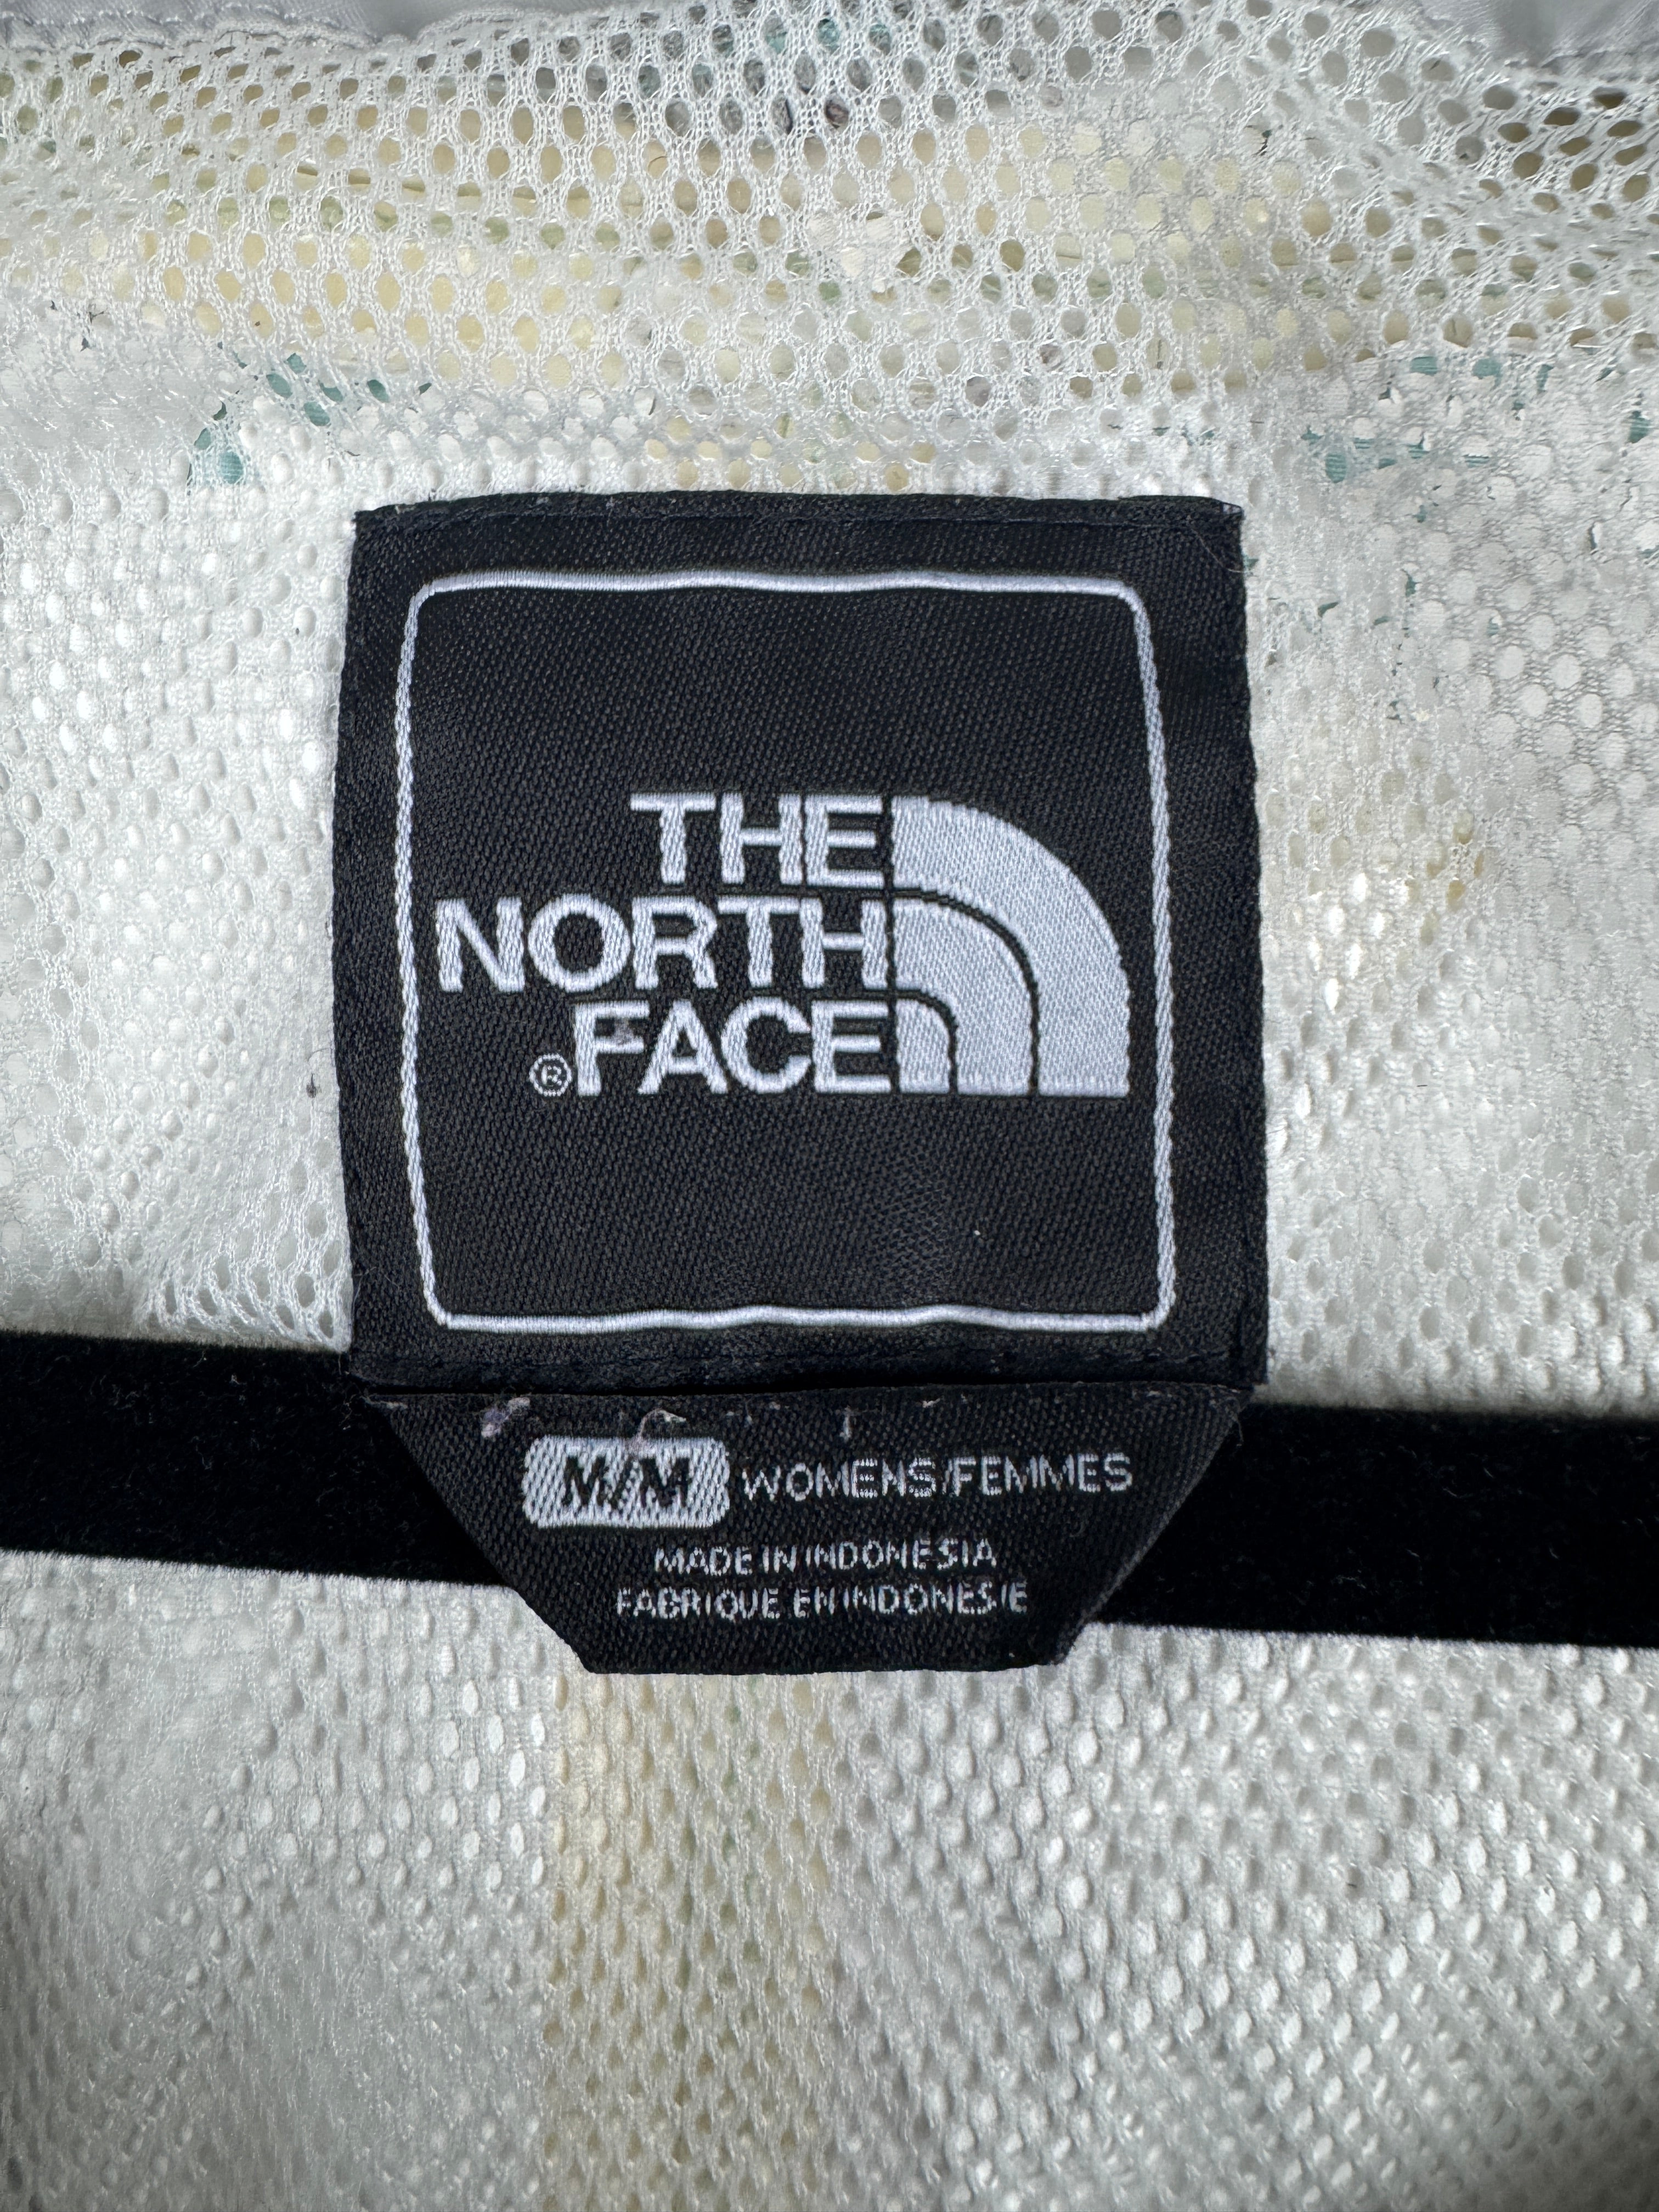 THE
NORTH
®FACE
M/M WOMENS/FEMMES
MADE IN INDONESIA
FABRIQUE EN INDONESIE